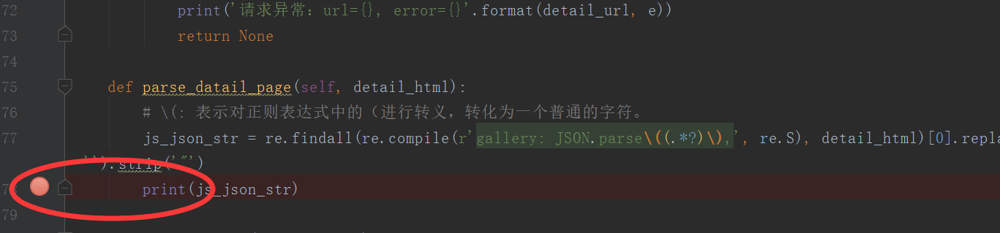 72 print('请求异常：url={}, error={}'.format(detail_url, e))
73 return None
74
75 def parse_datail_page(self, detail_html):
76 # \(: 表示对正则表达式中的（进行转义，转化为一个普通的字符。
77 js_json_str = re.findall(re.compile(r'gallery: JSON.parse\((.*?)\),', re.S), detail_html)[0].repla
'').strip('"')
78 print(js_json_str)
79